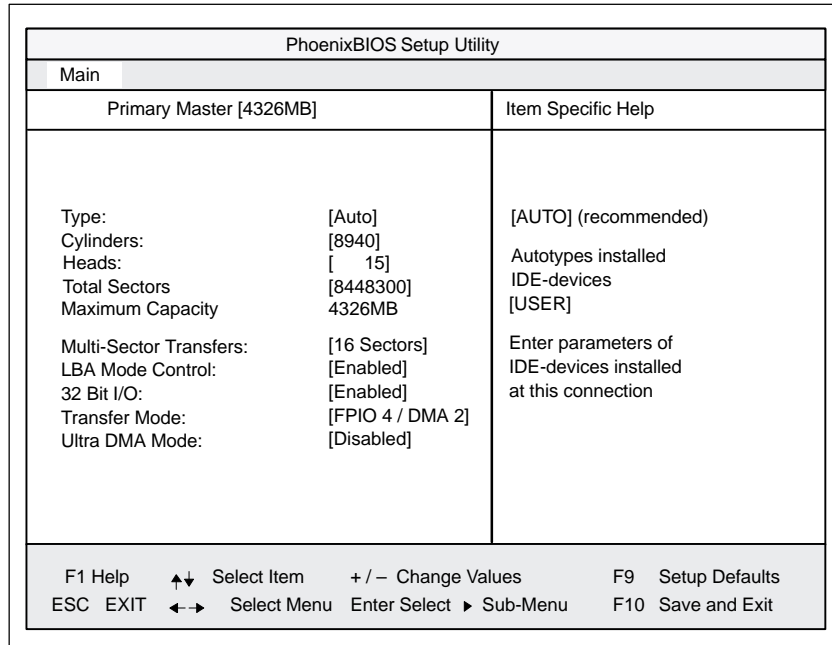 PhoenixBIOS Setup Utility
Main
Primary Master [4326MB]
Item Specific Help
Type: [Auto]
Cylinders: [8940]
Heads: [ 15]
Total Sectors [8448300]
Maximum Capacity 4326MB
Multi-Sector Transfers: [16 Sectors]
LBA Mode Control: [Enabled]
32 Bit I/O: [Enabled]
Transfer Mode: [FPIO 4 / DMA 2]
Ultra DMA Mode: [Disabled]
[AUTO] (recommended)
Autotypes installed
IDE-devices
[USER]
Enter parameters of
IDE-devices installed
at this connection
F1 Help Select Item + / – Change Values F9 Setup Defaults
ESC EXIT Select Menu Enter Select Sub-Menu F10 Save and Exit